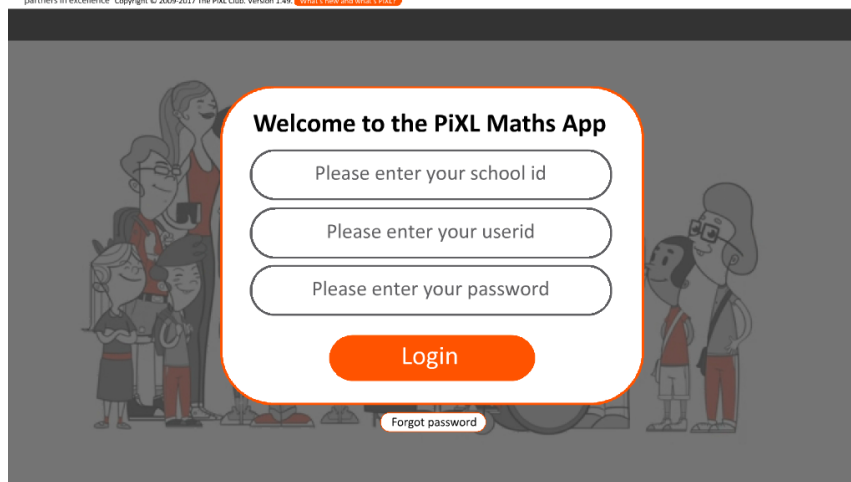 partners in excellence Copyright © 2009-2017 The PiXL Club. Version 1.49. What's new and what's PiXL?
Welcome to the PiXL Maths App
Please enter your school id
Please enter your userid
Please enter your password
Login
Forgot password